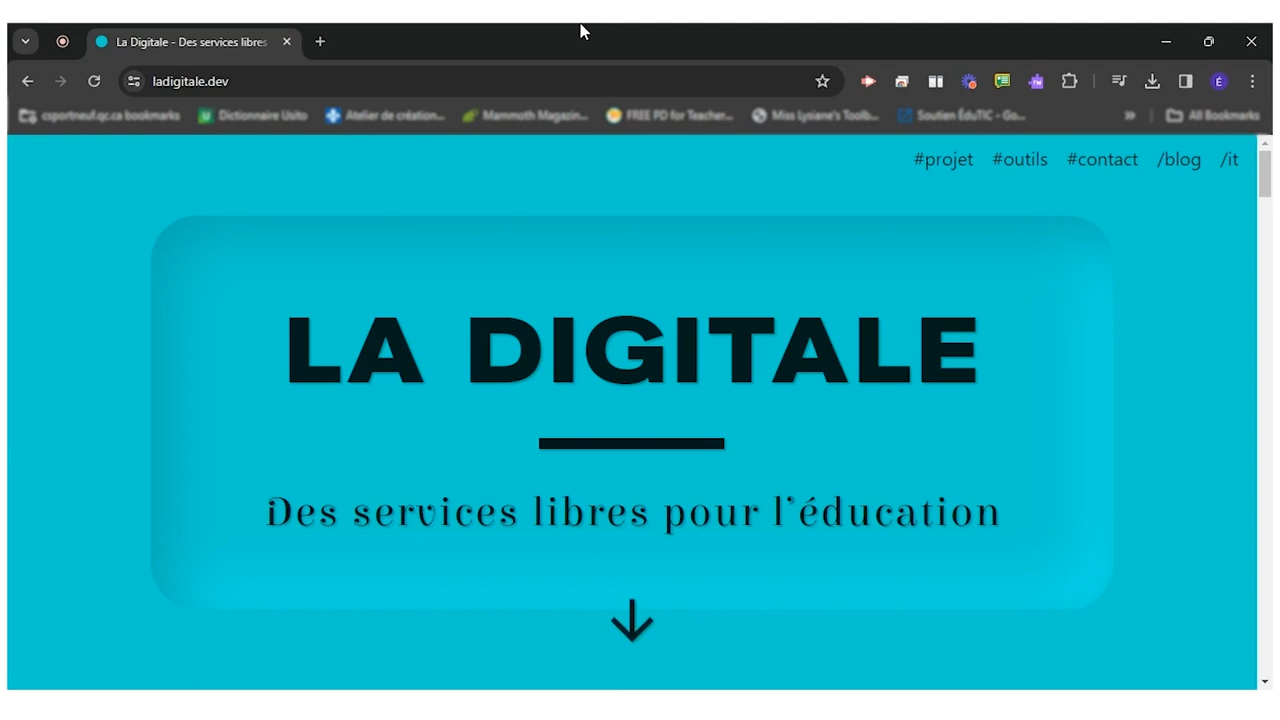 La Digitale - Des services libres
ladigitale.dev
É
csportneuf.qc.ca bookmarks
Dictionnaire Usito
Atelier de création...
Mammoth Magazin...
FREE PD for Teacher...
Miss Lysiane's Toolb...
Soutien ÉduTIC - Go...
»
All Bookmarks
#projet #outils #contact /blog /it
LA DIGITALE
Des services libres pour l'éducation